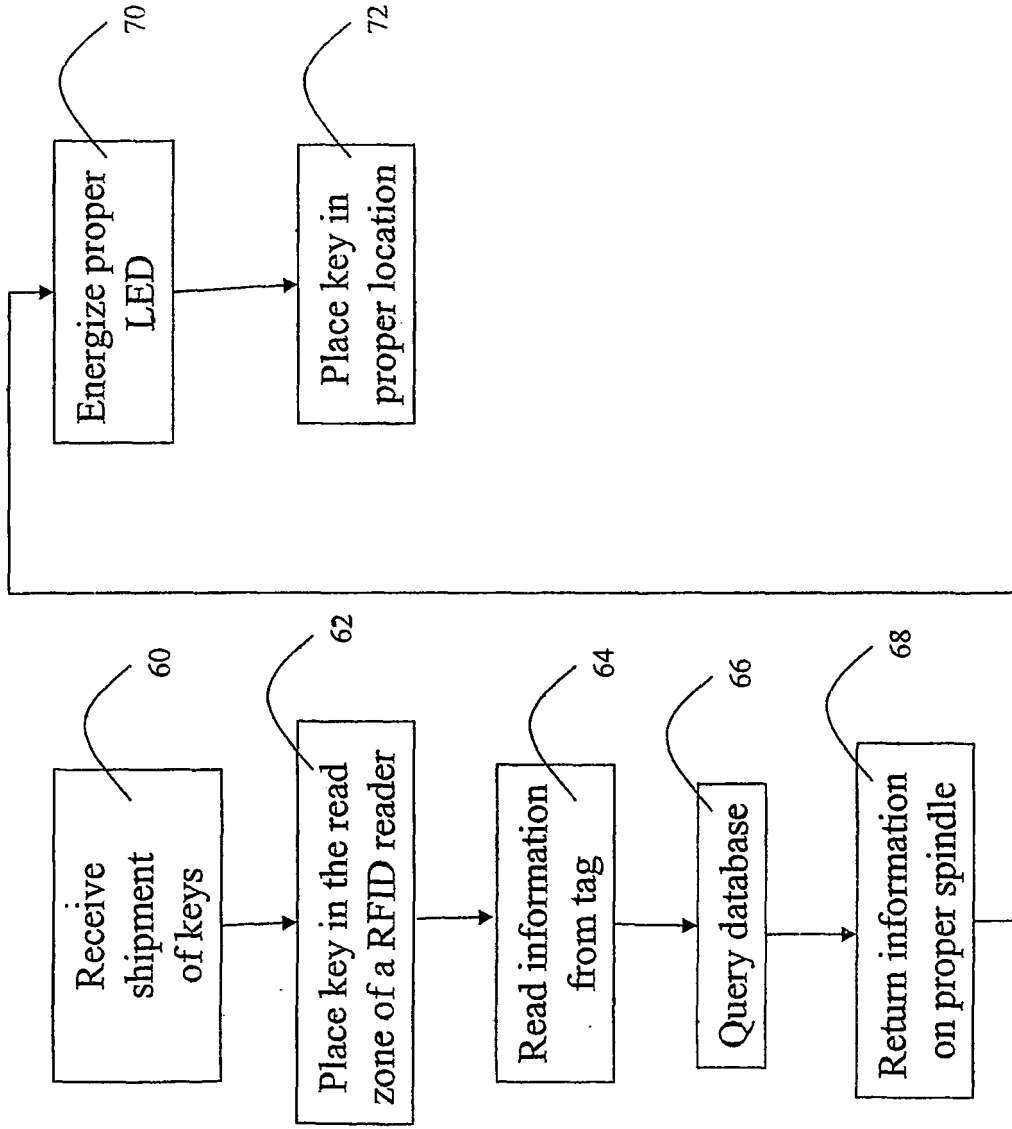 Receive
shipment
of keys
60
Place key in the read
zone of a RFID reader
62
Read information
from tag
64
Query database
66
Return information
on proper spindle
68
Energize proper
LED
70
Place key in
proper location
72